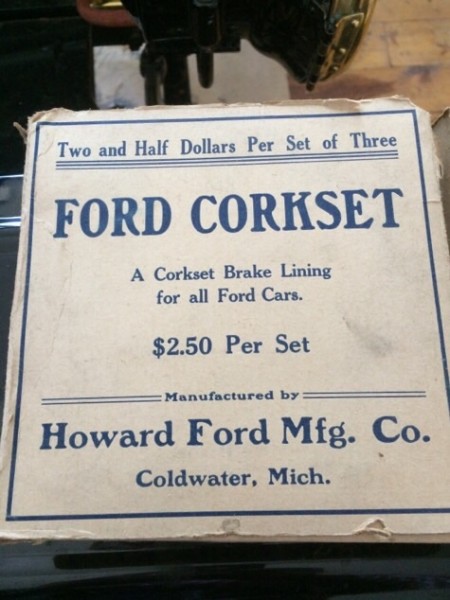 Two and Half Dollars Per Set of Three
FORD CORKSET
A Corkset Brake Lining
for all Ford Cars.
$2.50 Per Set
Manufactured by
Howard Ford Mfg. Co.
Coldwater, Mich.